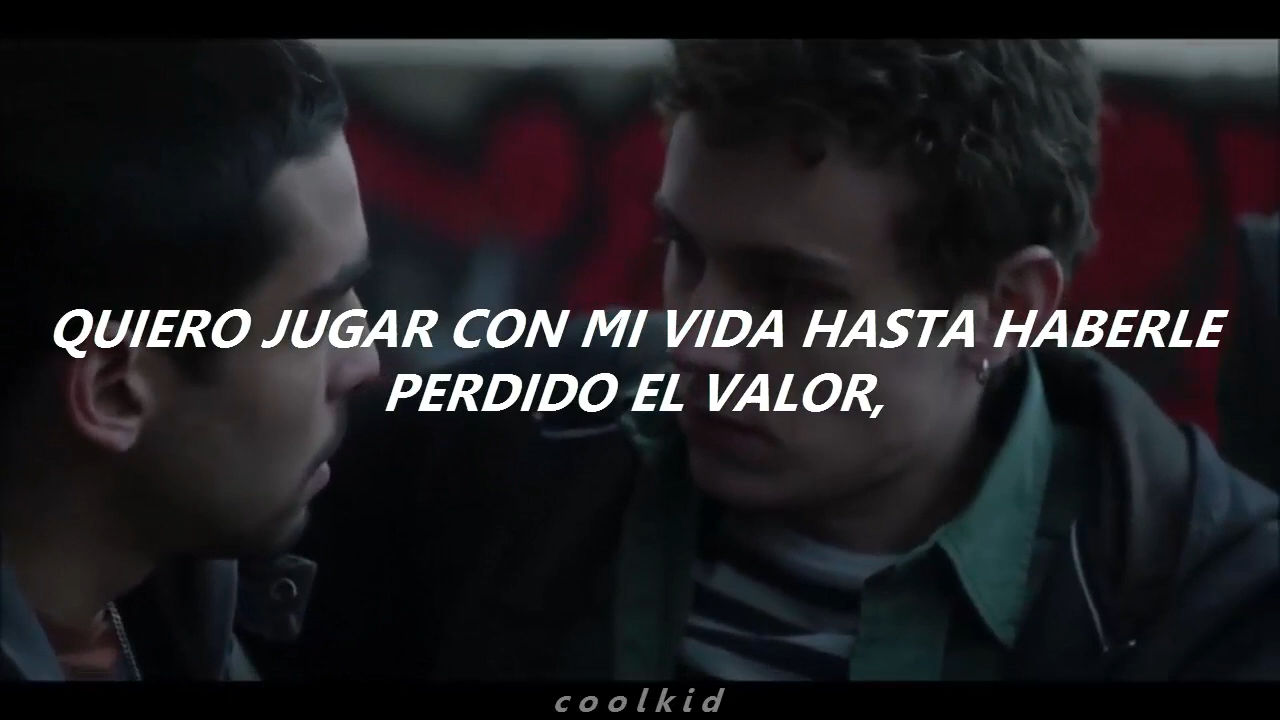 QUIERO JUGAR CON MI VIDA HASTA HABERLE
PERDIDO EL VALOR,
coolkid